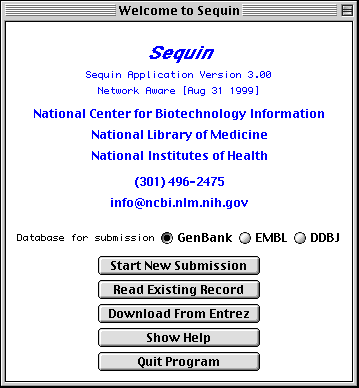 Welcome to Sequin
Sequin
Sequin Application Version 3.00
Network Aware [Aug 31 1999]
National Center for Biotechnology Information
National Library of Medicine
National Institutes of Health
(301) 496-2475
info@ncbi.nlm.nih.gov
Database for submission GenBank EMBL DDBJ
Start New Submission
Read Existing Record
Download From Entrez
Show Help
Quit Program